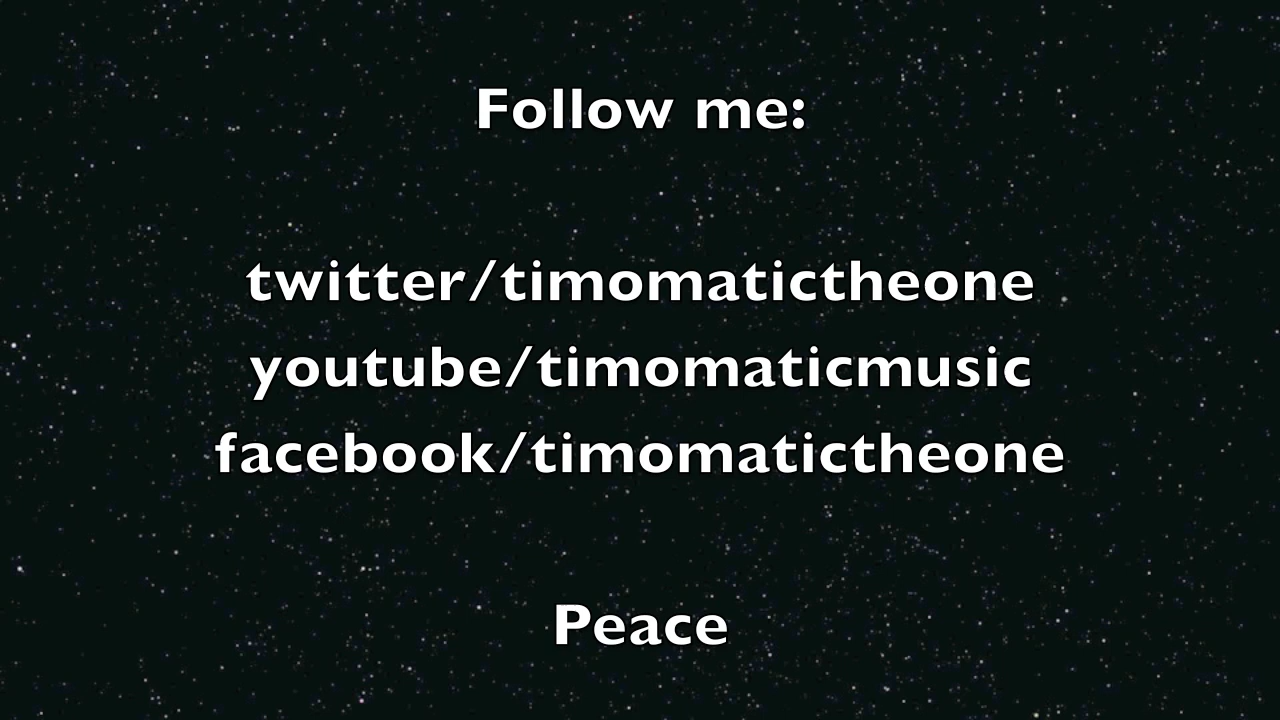 Follow me:
twitter/timomatictheone
youtube/timomaticmusic
facebook/timomatictheone
Peace